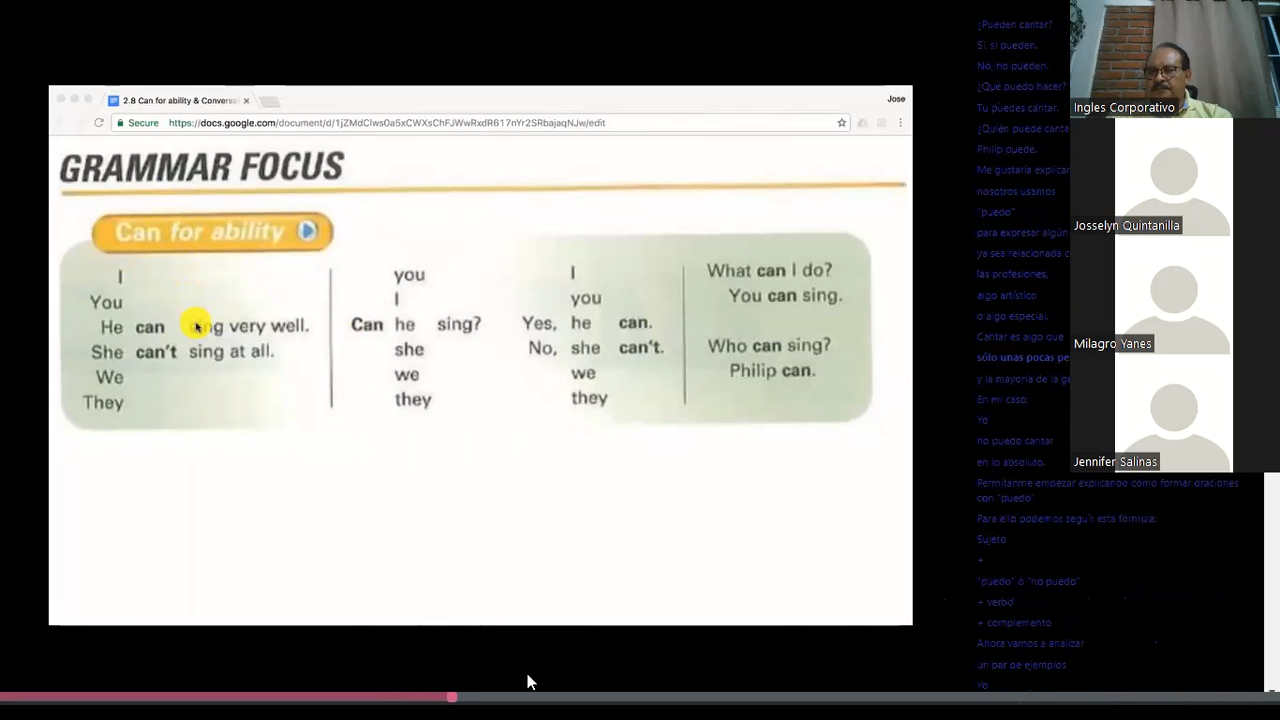 2.8 Can for ability & Conversa
Jose
Secure
https://docs.google.com/document/d/1jZMdCIws0a5xCWXsChFJWwRxdR617nYr2SRbajaqNJw/edit
GRAMMAR FOCUS
Can for ability
I
You
He can sing very well.
She can't sing at all.
We
They
you
I
Can he sing?
she
we
they
I
you
Yes, he can.
No, she can't.
we
they
What can I do?
You can sing.
Who can sing?
Philip can.
¿Pueden cantar?
Sí, si pueden.
No, no pueden.
¿Qué puedo hacer?
Tu puedes cantar.
¿Quién puede canta
Philip puede.
Me gustaría explicar
nosotros usamos
"puedo"
para expresar algún
ya sea relacionada c
las profesiones,
algo artístico
o algo especial.
Cantar es algo que
sólo unas pocas pe
y la mayoría de la ge
En mi caso;
Yo
no puedo cantar
en lo absoluto.
Permitanme empezar explicando cómo formar oraciones
con "puedo"
Para ello podemos seguir esta fórmula:
Sujeto
+
"puedo" ó "no puedo"
+ verbo
+ complemento
Ahora vamos a analizar
un par de ejemplos
Yo
Ingles Corporativo
Josselyn Quintanilla
Milagro Yanes
Jennifer Salinas